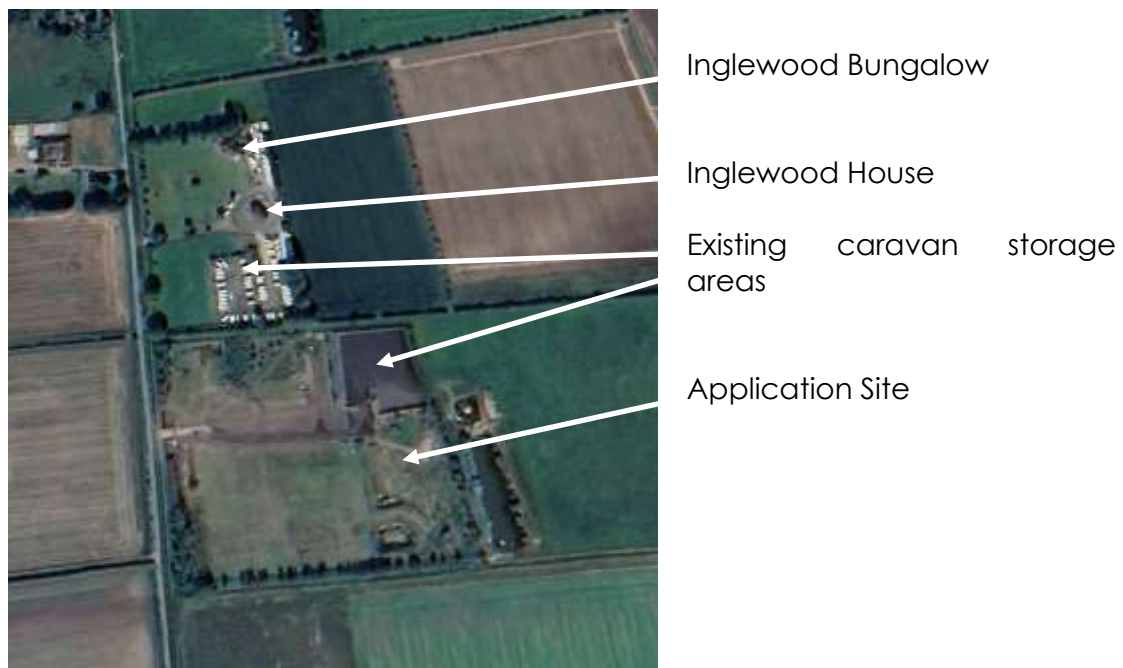 Inglewood Bungalow
Inglewood House
Existing caravan storage
areas
Application Site